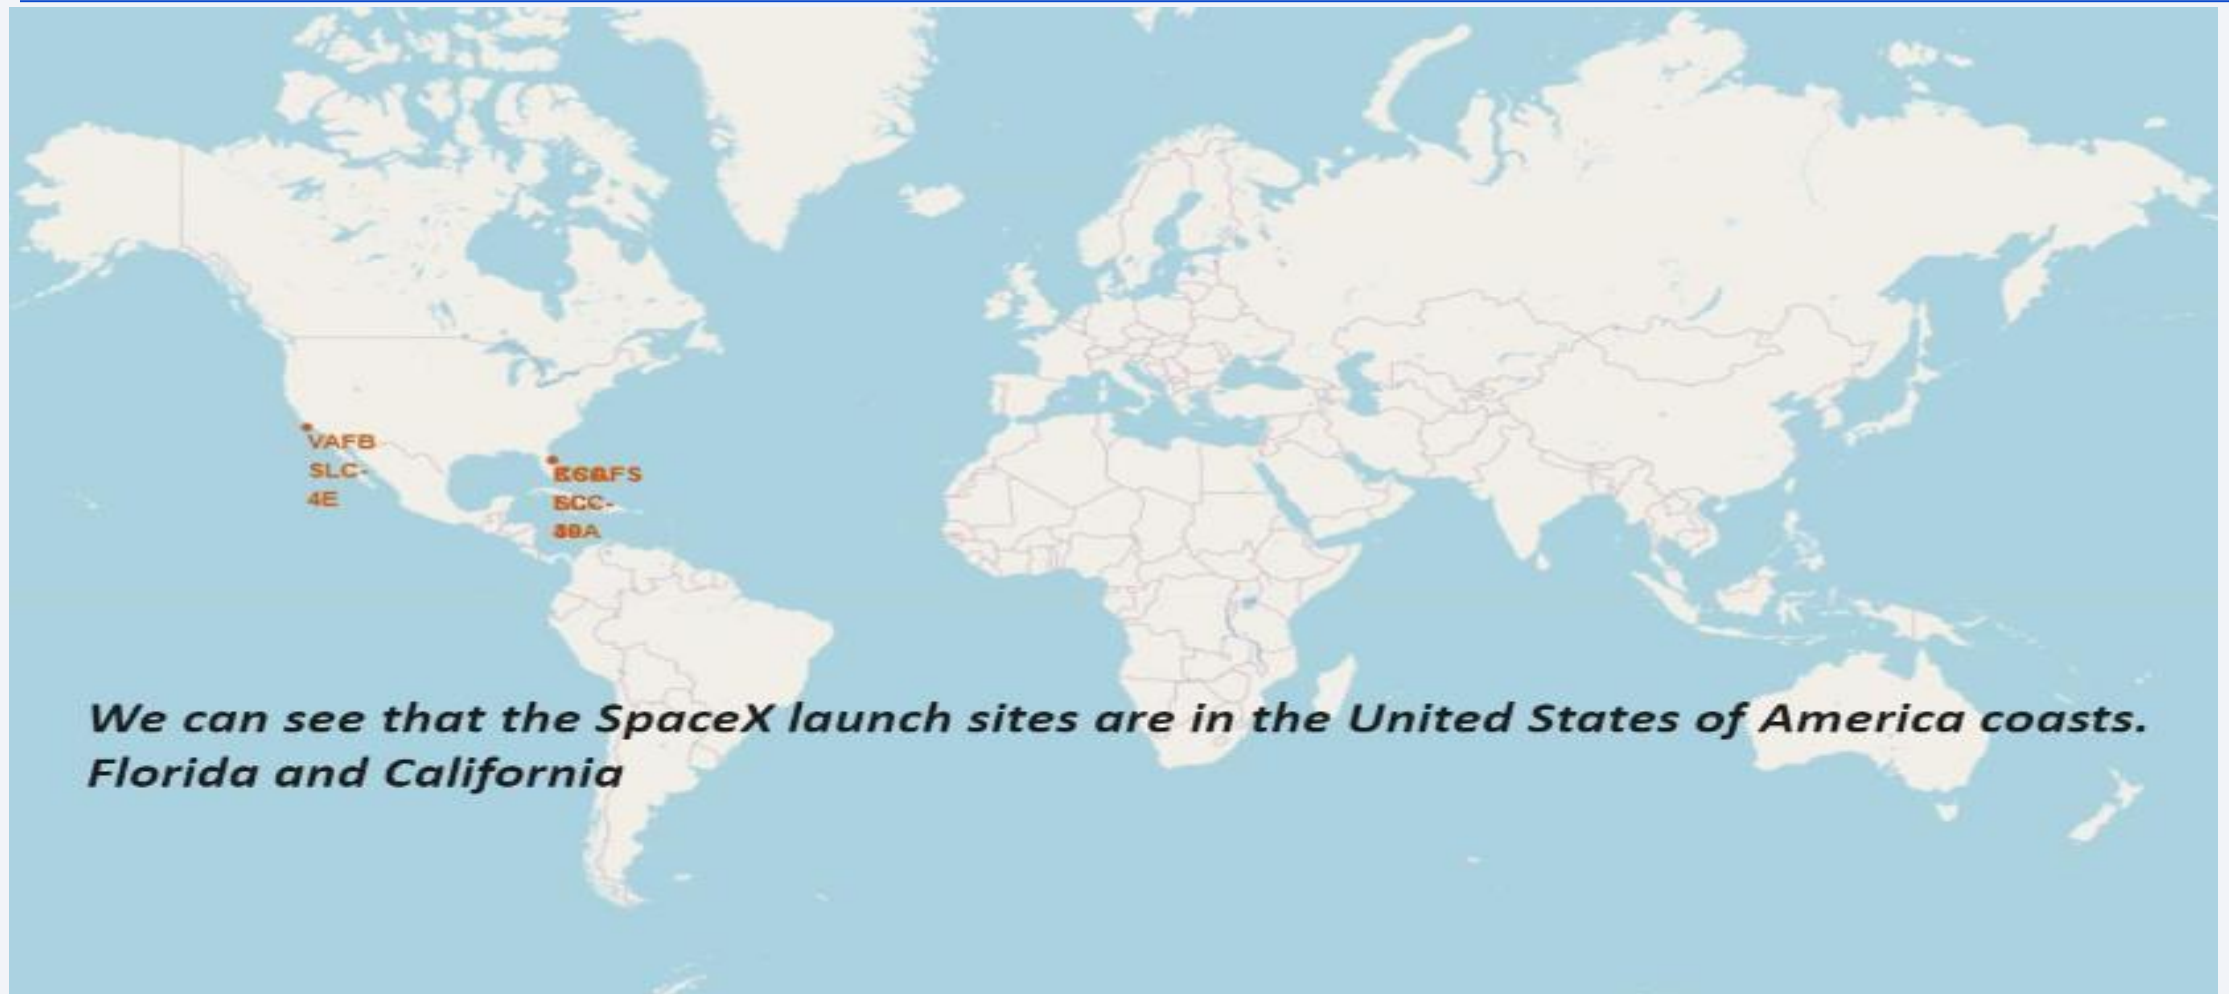 VAFB
SLC-
4E
We can see that the SpaceX launch sites are in the United States of America coasts.
Florida and California